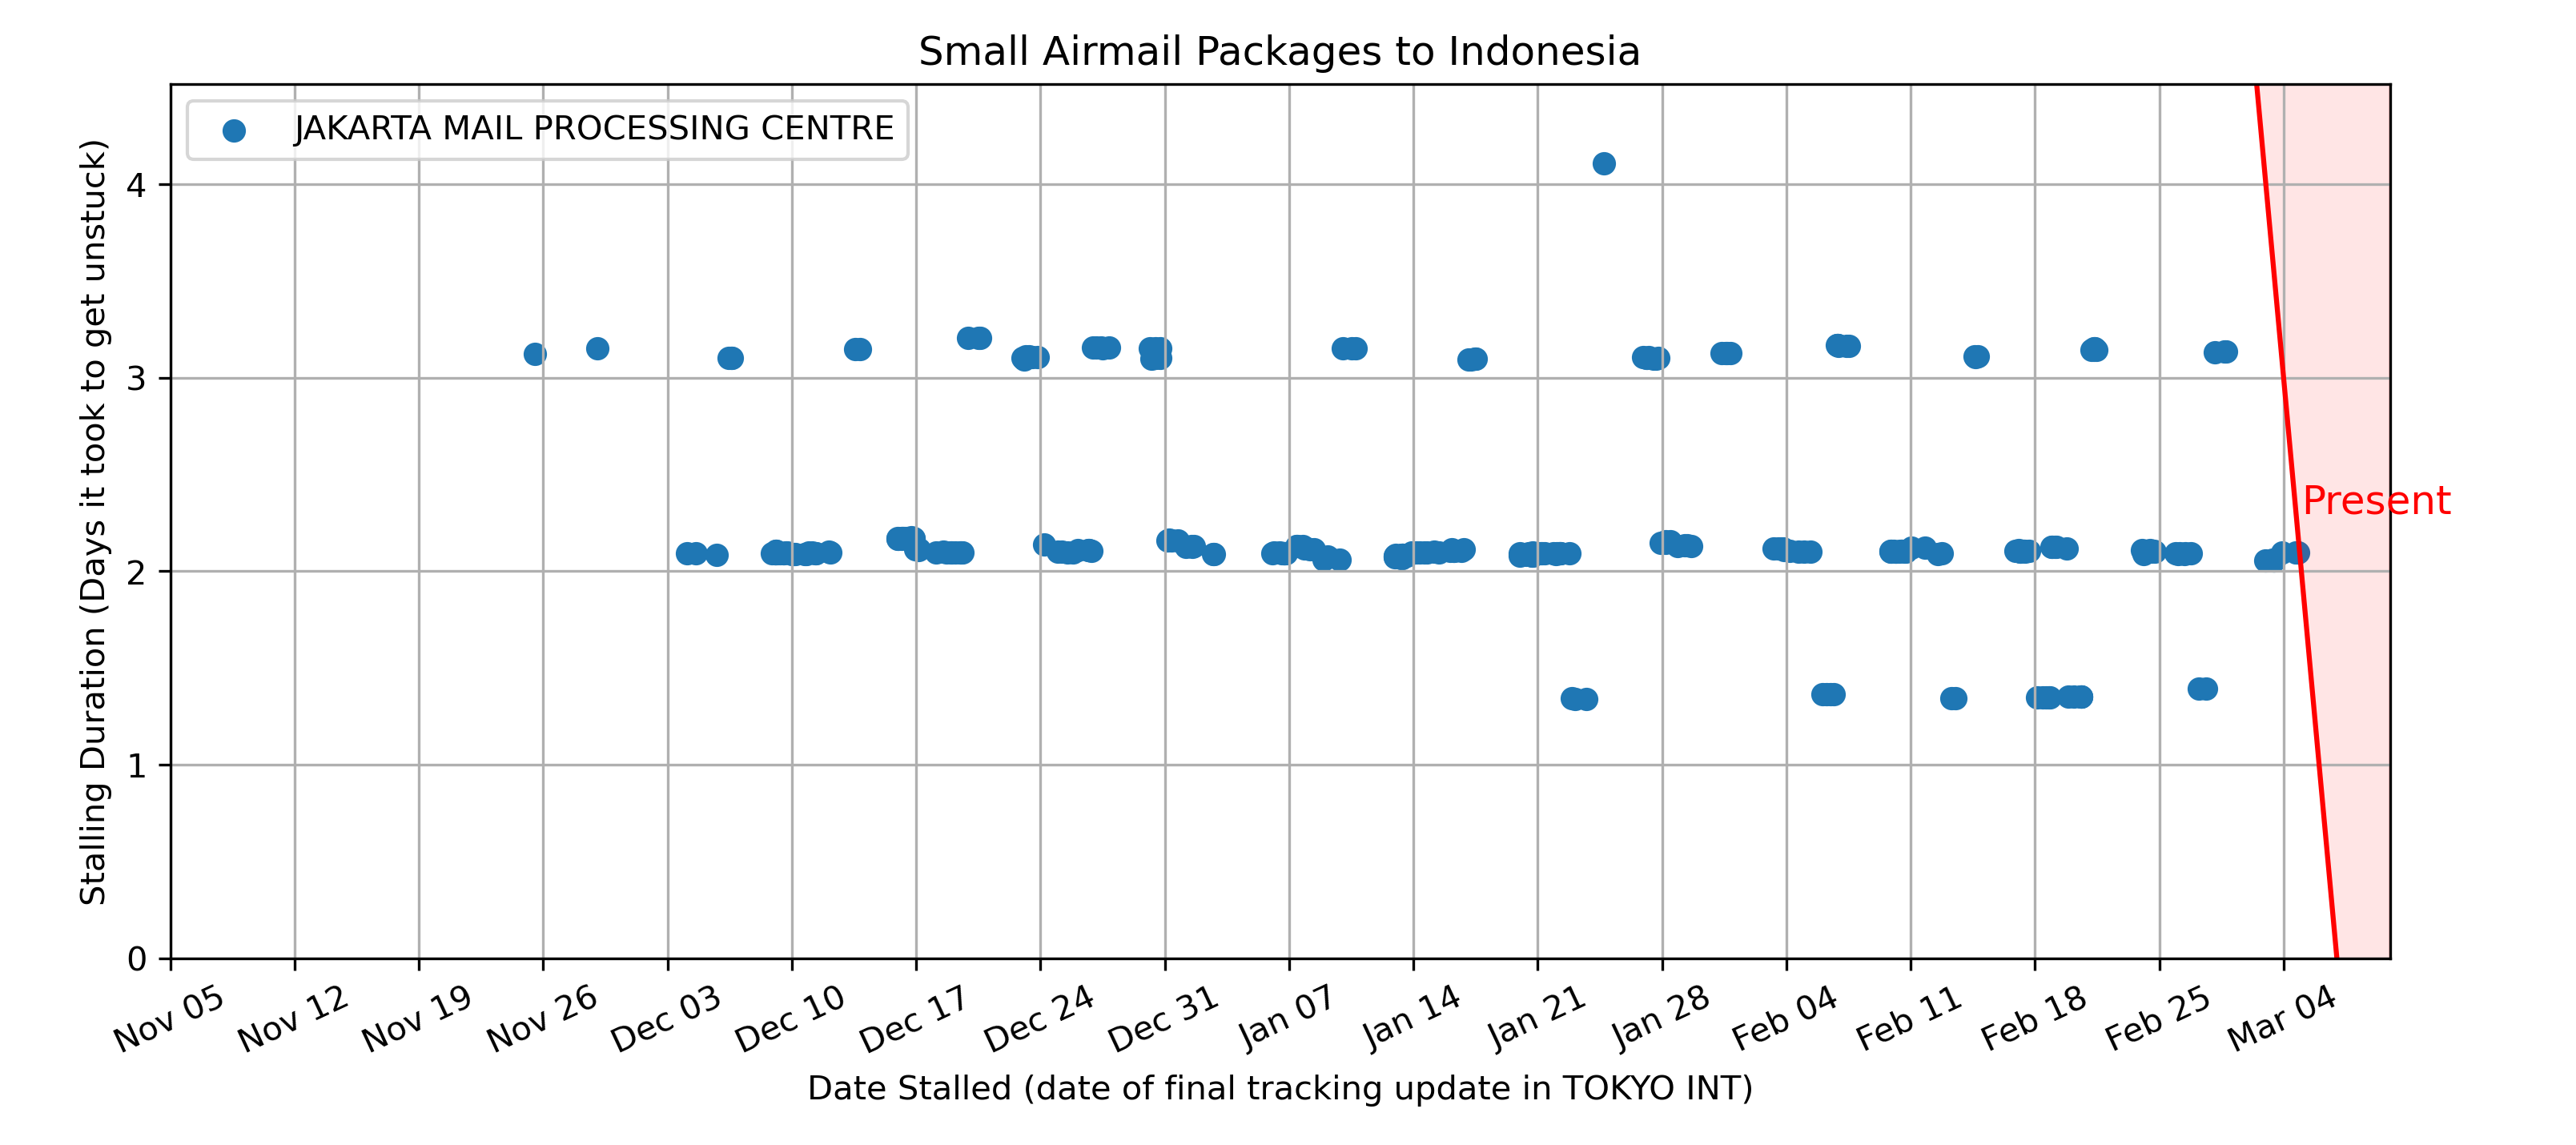 Small Airmail Packages to Indonesia
JAKARTA MAIL PROCESSING CENTRE
Stalling Duration (Days it took to get unstuck)
4
3
2
1
0
Present
Nov 05
Nov 12
Nov 19
Nov 26
Dec 03
Dec 10
Dec 17
Dec 24
Dec 31
Jan 07
Jan 14
Jan 21
Jan 28
Feb 04
Feb 11
Feb 18
Feb 25
Mar 04
Date Stalled (date of final tracking update in TOKYO INT)